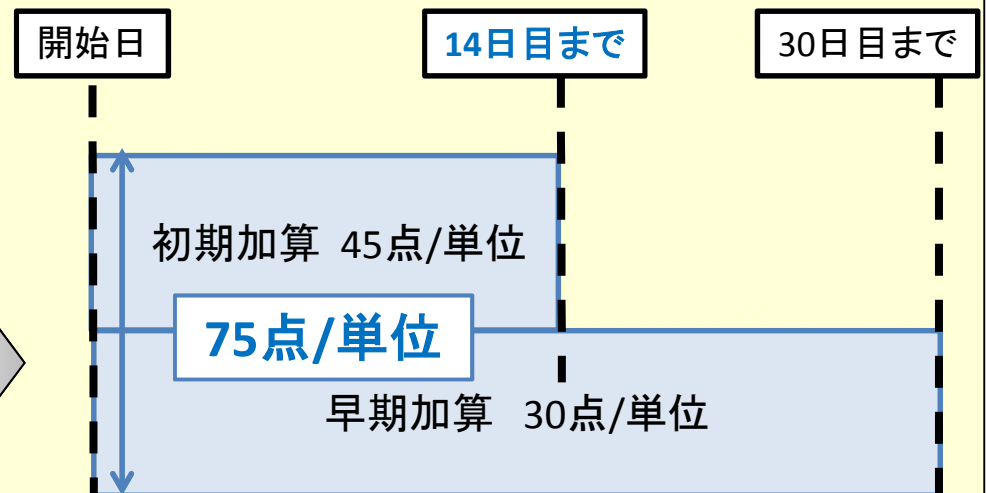 開始日
14日目まで
30日目まで
初期加算 45点/単位
75点/単位
早期加算 30点/単位